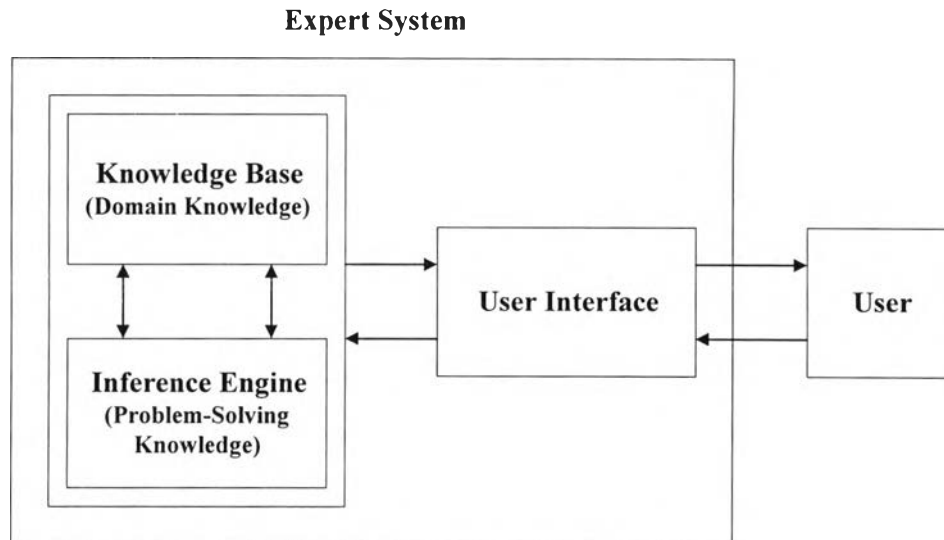 Expert System
Knowledge Base
(Domain Knowledge)
User Interface
User
Inference Engine
(Problem-Solving
Knowledge)